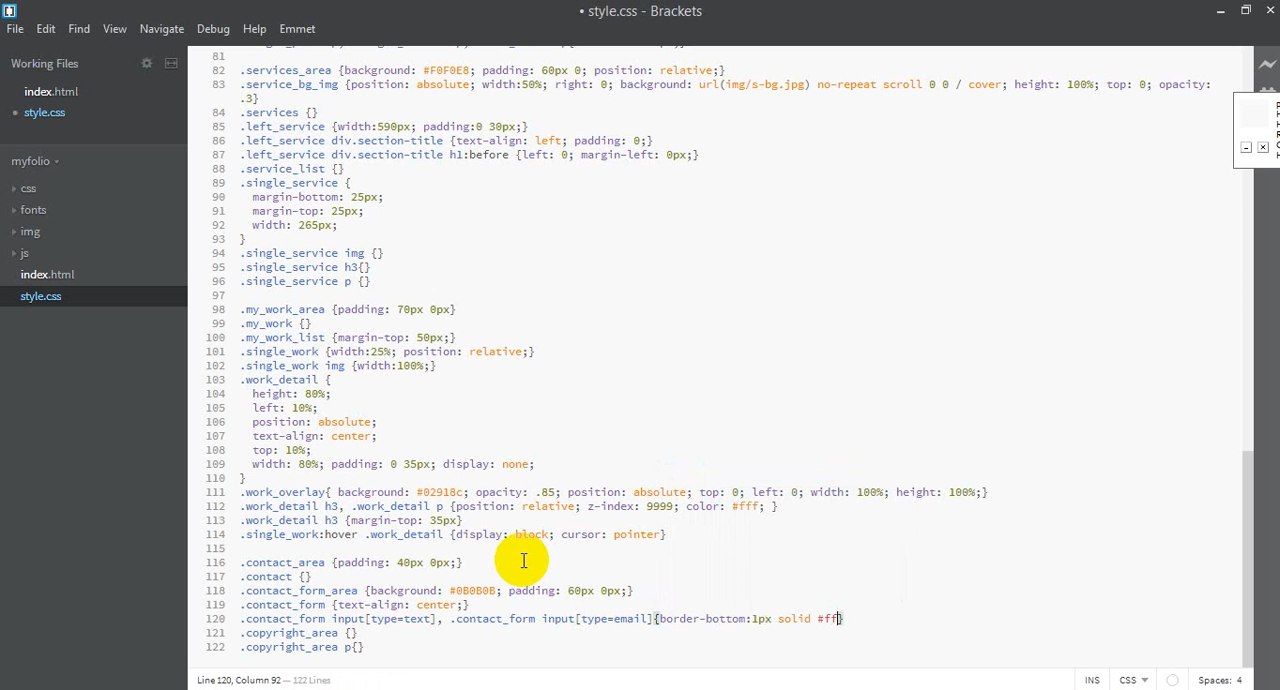 • style.css - Brackets
File Edit Find View Navigate Debug Help Emmet
Working Files
index.html
• style.css
myfolio
css
fonts
img
js
index.html
style.css
81
82 .services_area {background: #F0F0E8; padding: 60px 0; position: relative;}
83 .service_bg_img {position: absolute; width:50%; right: 0; background: url(img/s-bg.jpg) no-repeat scroll 0 0 / cover; height: 100%; top: 0; opacity:
.3}
84 .services {}
85 .left_service {width:590px; padding:0 30px;}
86 .left_service div.section-title {text-align: left; padding: 0;}
87 .left_service div.section-title h1:before {left: 0; margin-left: 0px;}
88 .service_list {}
89 .single_service {
90 margin-bottom: 25px;
91 margin-top: 25px;
92 width: 265px;
93 }
94 .single_service img {}
95 .single_service h3{}
96 .single_service p {}
97
98 .my_work_area {padding: 70px 0px}
99 .my_work {}
100 .my_work_list {margin-top: 50px;}
101 .single_work {width:25%; position: relative;}
102 .single_work img {width:100%;}
103 .work_detail {
104 height: 80%;
105 left: 10%;
106 position: absolute;
107 text-align: center;
108 top: 10%;
109 width: 80%; padding: 0 35px; display: none;
110 }
111 .work_overlay{ background: #02918c; opacity: .85; position: absolute; top: 0; left: 0; width: 100%; height: 100%;}
112 .work_detail h3, .work_detail p {position: relative; z-index: 9999; color: #fff; }
113 .work_detail h3 {margin-top: 35px}
114 .single_work:hover .work_detail {display: block; cursor: pointer}
115
116 .contact_area {padding: 40px 0px;}
117 .contact {}
118 .contact_form_area {background: #0B0B0B; padding: 60px 0px;}
119 .contact_form {text-align: center;}
120 .contact_form input[type=text], .contact_form input[type=email]{border-bottom:1px solid #ff}
121 .copyright_area {}
122 .copyright_area p{}
Line 120, Column 92 — 122 Lines
INS CSS Spaces: 4